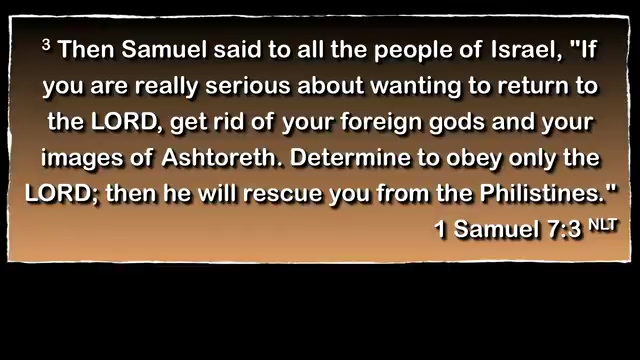 ³ Then Samuel said to all the people of Israel, "If
you are really serious about wanting to return to
the LORD, get rid of your foreign gods and your
images of Ashtoreth. Determine to obey only the
LORD; then he will rescue you from the Philistines."
1 Samuel 7:3 NLT